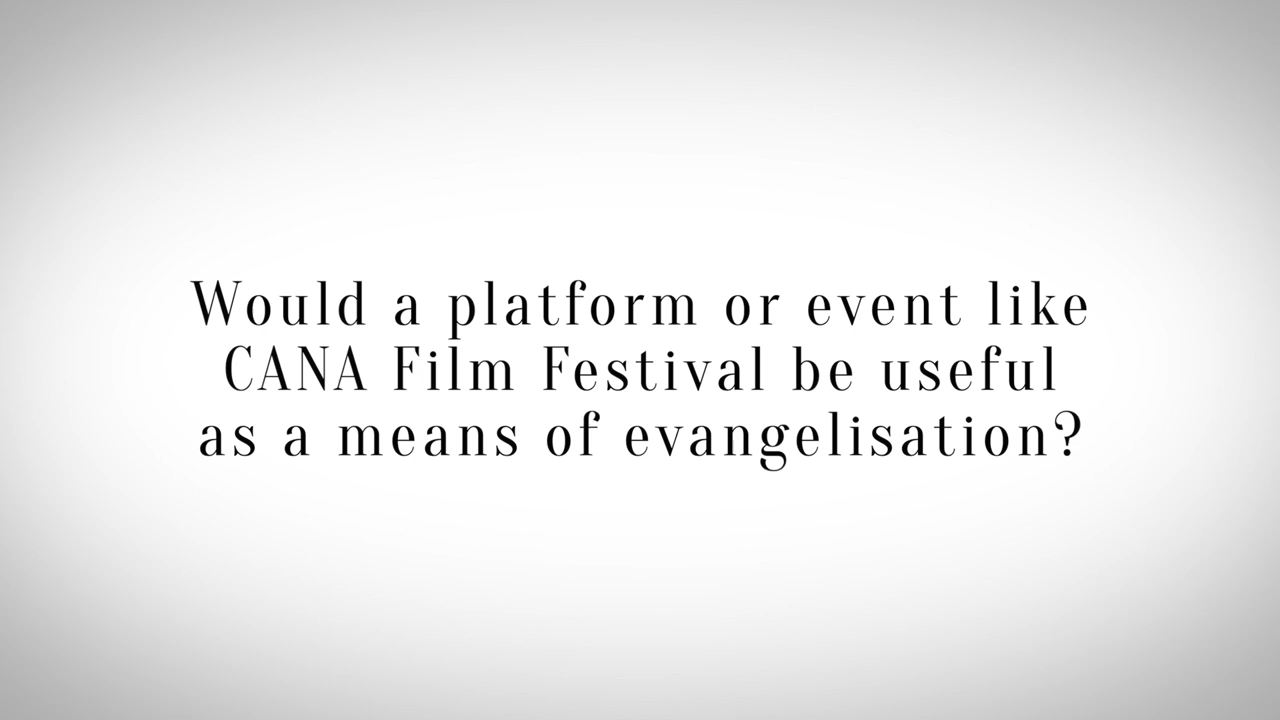 Would a platform or event like
CANA Film Festival be useful
as a means of evangelisation?